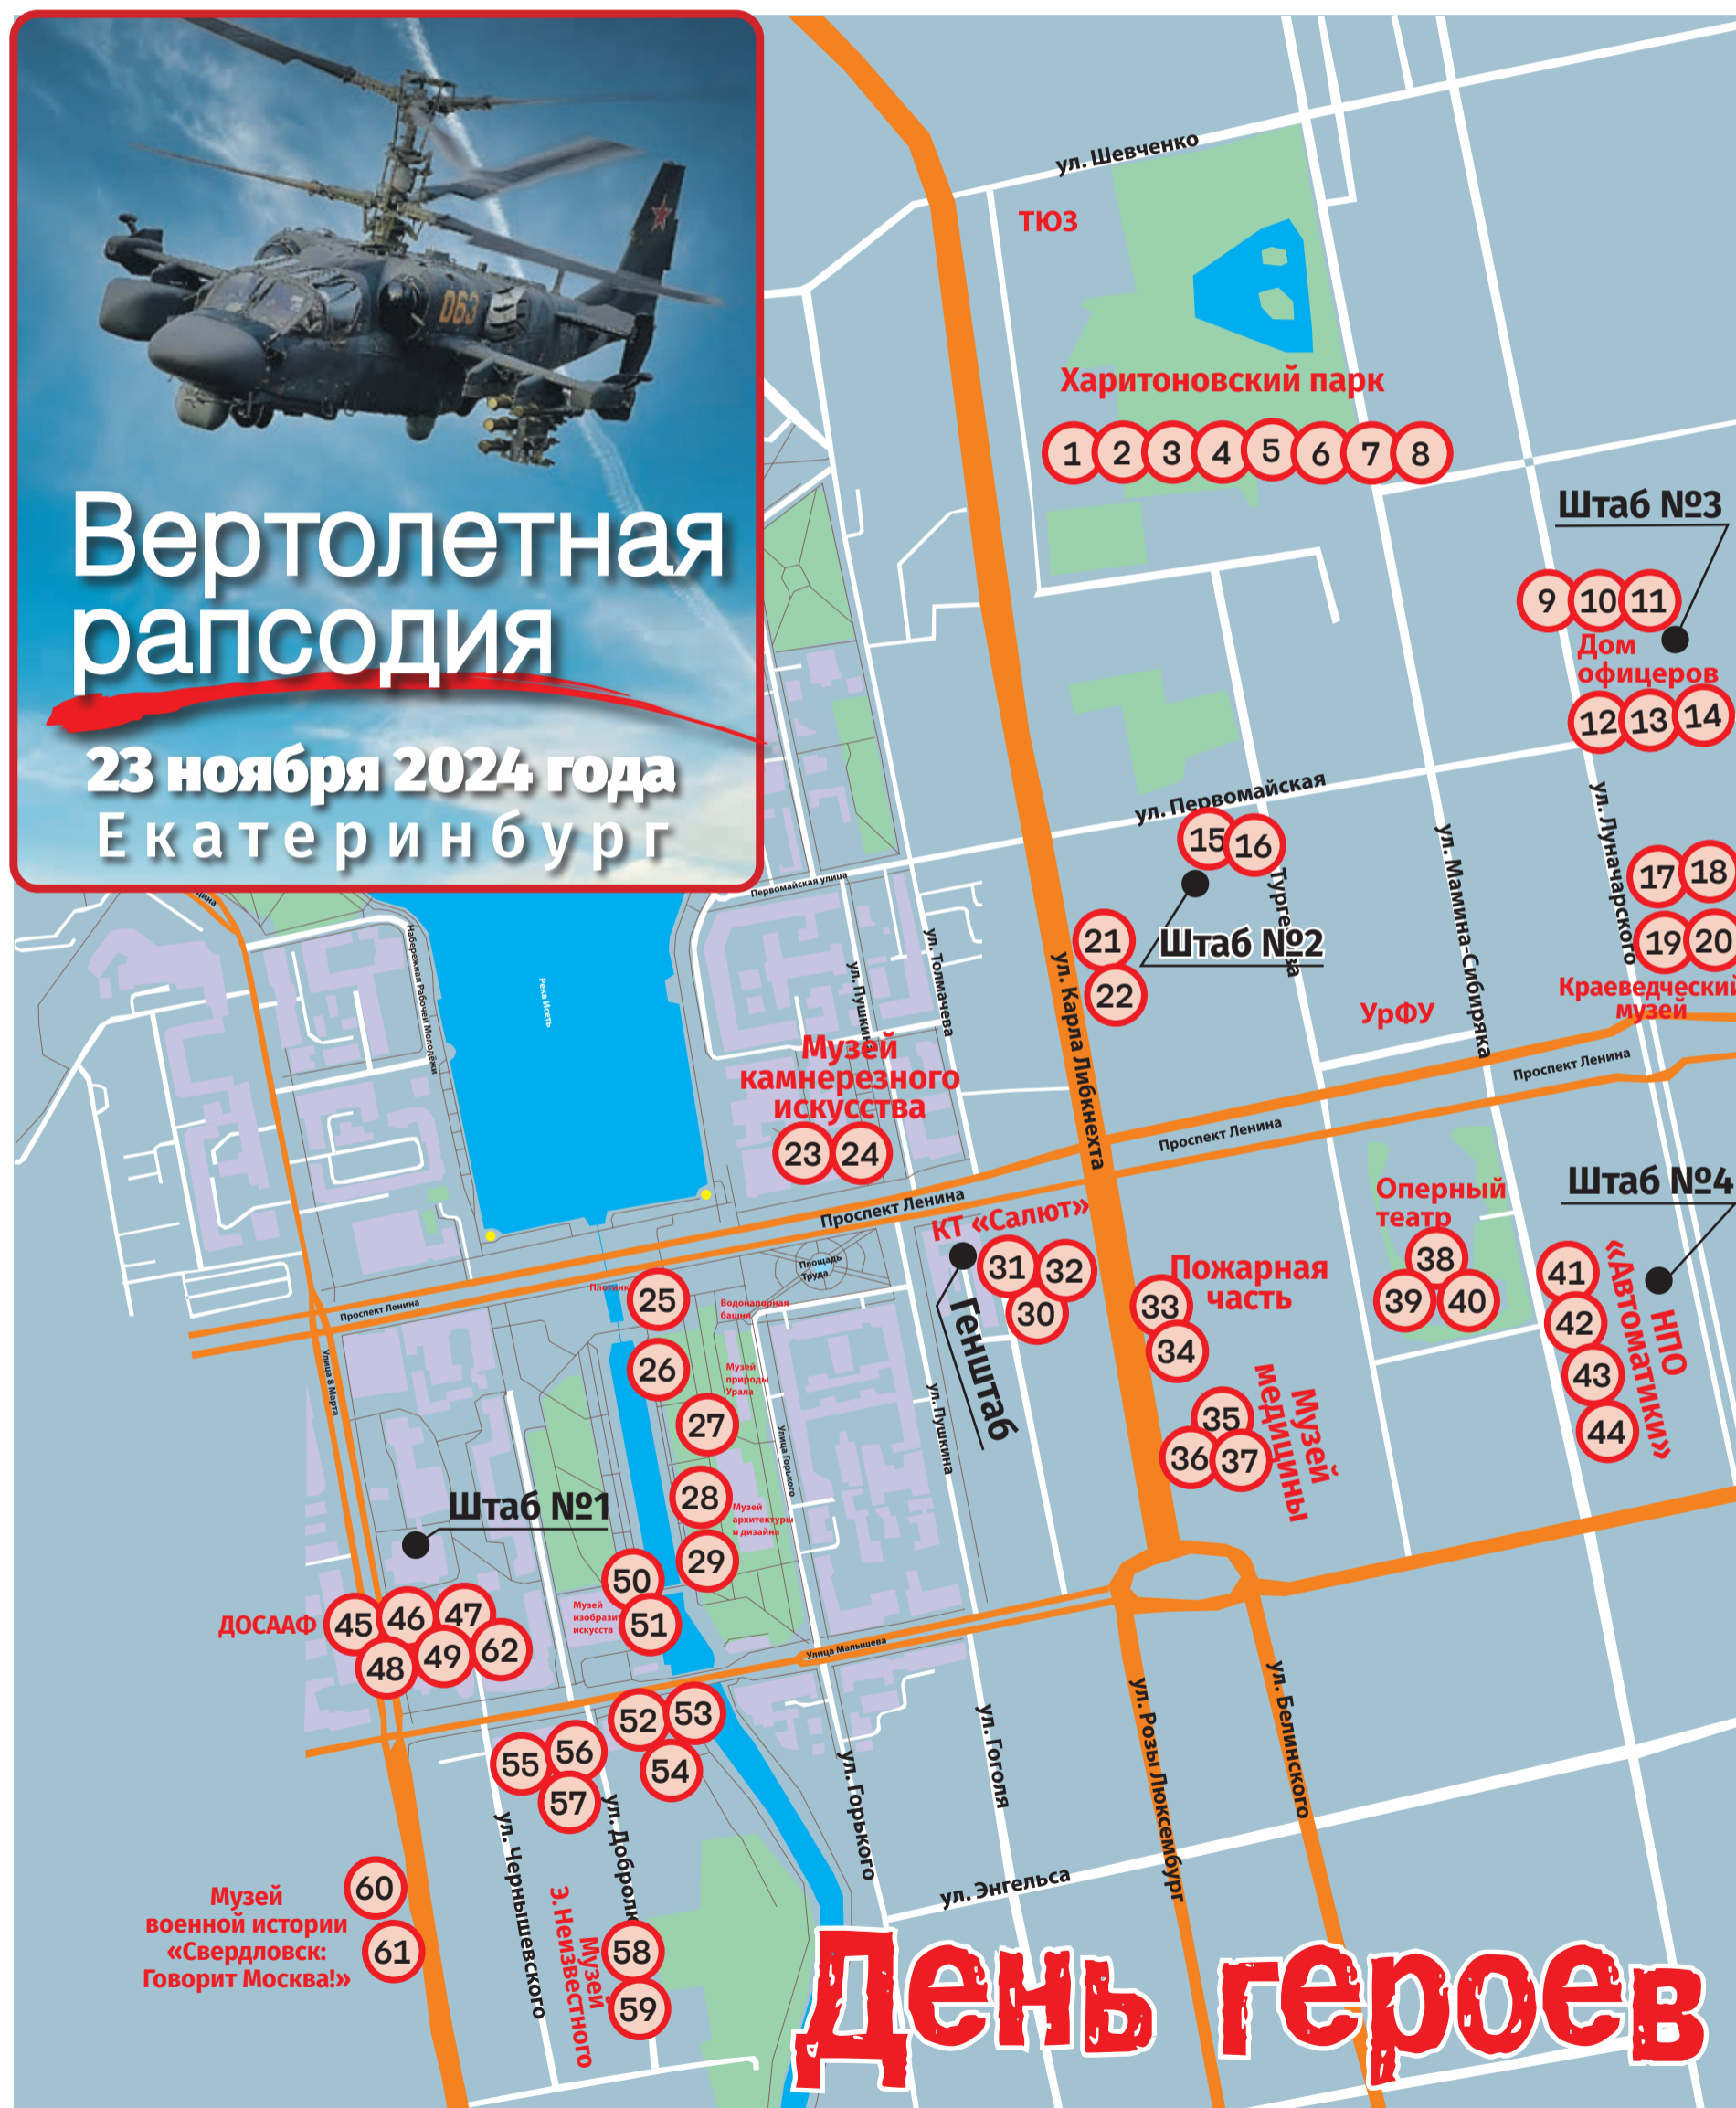 063
Вертолетная
рапсодия
23 ноября 2024 года
Екатеринбург
ул. Шевченко
ТЮЗ
Харитоновский парк
1 2 3 4 5 6 7 8
Штаб №3
9 10 11
Дом
офицеров
12 13 14
ул. Первомайская
15 16
ул. Луначарского
ул. Мамина-Сибиряка
17 18
19 20
Краеведческий
музей
21
22
Штаб №2
УрФУ
ул. Карла Либкнехта
Первомайская улица
ул. Толмачева
ул. Пушкина
Набережная Рабочей Молодёжи
Река Исеть
Музей
камнерезного
искусства
23 24
Проспект Ленина
Проспект Ленина
Проспект Ленина
Проспект Ленина
КТ «Салют»
31 32
30
Генштаб
Площадь
Труда
Пожарная
часть
33
34
Оперный
театр
38
39 40
Штаб №4
41
42
43
44
НПО
«Автоматики»
Музей
медицины
35
36 37
25
26
27
28
29
Водонапорная
башня
Музей
природы
Урала
Музей
архитектуры
и дизайна
Улица Горького
ул. Пушкина
Улица 8 Марта
Штаб №1
50
51
Музей
искусств
ДОСААФ
45 46 47
48 49 62
Улица Малышева
52 53
54
55 56
57
ул. Чернышевского
ул. Горького
ул. Гоголя
ул. Розы Люксембург
ул. Белинского
ул. Энгельса
60
61
Музей
военной истории
«Свердловск:
Говорит Москва!»
Музей
Э. Неизвестного
58
59
День героев